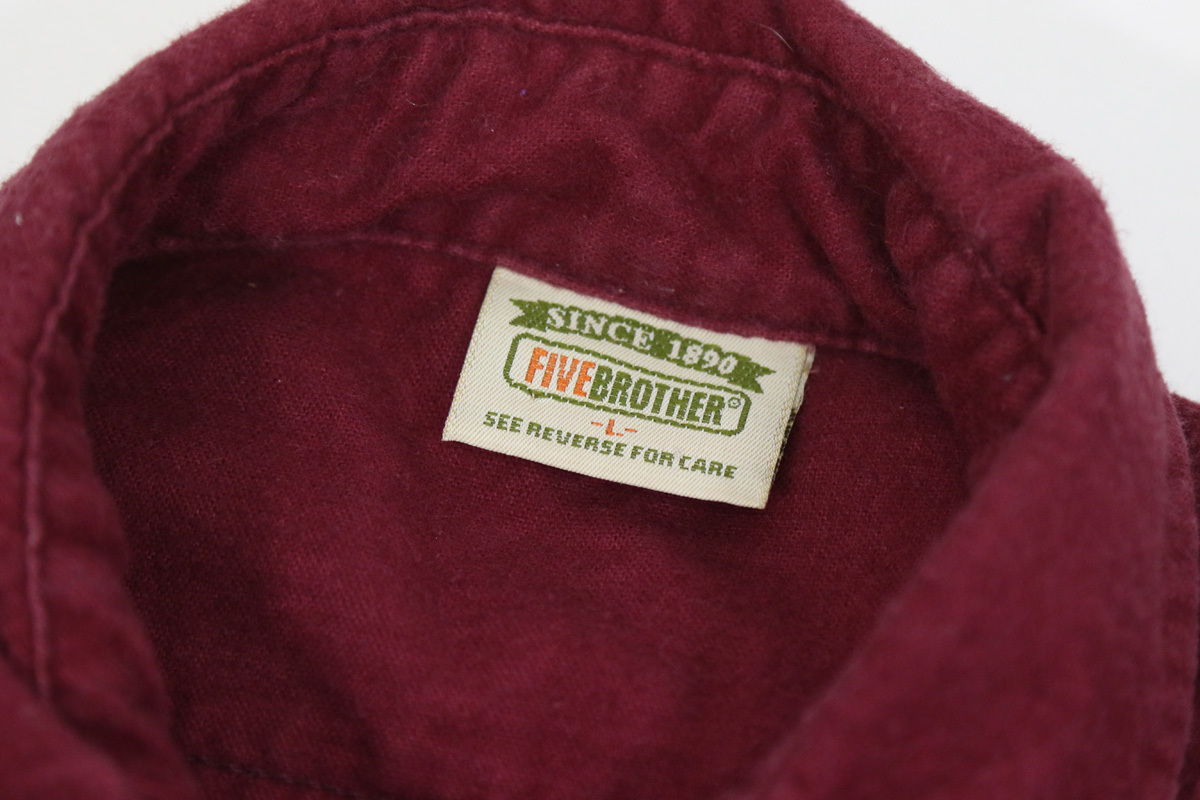 SINCE 1890
FIVEBROTHER®
-L-
SEE REVERSE FOR CARE